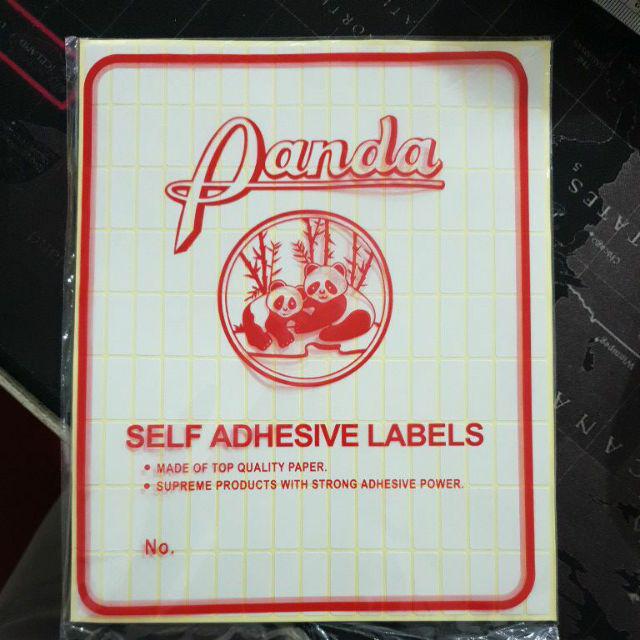 Panda
SELF ADHESIVE LABELS
• MADE OF TOP QUALITY PAPER.
• SUPREME PRODUCTS WITH STRONG ADHESIVE POWER.
No.